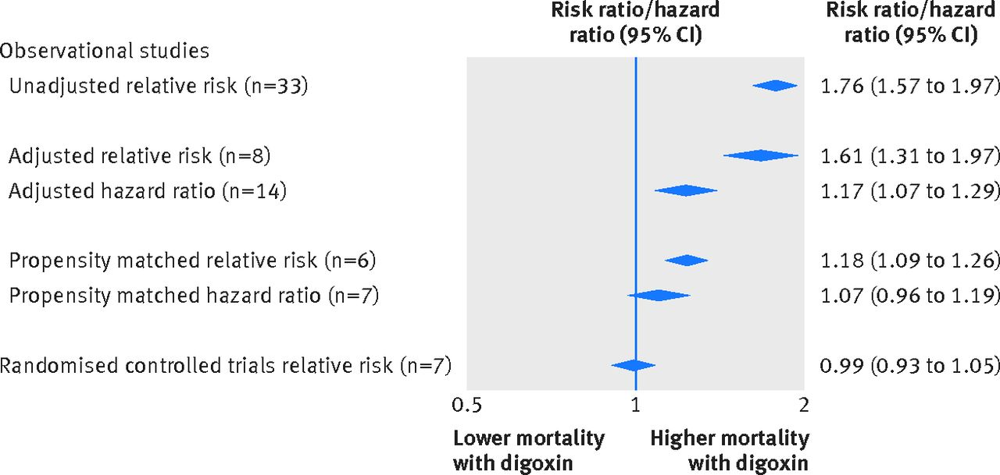 Risk ratio/hazard
ratio (95% CI)
Risk ratio/hazard
ratio (95% CI)
Observational studies
Unadjusted relative risk (n=33) 1.76 (1.57 to 1.97)
Adjusted relative risk (n=8) 1.61 (1.31 to 1.97)
Adjusted hazard ratio (n=14) 1.17 (1.07 to 1.29)
Propensity matched relative risk (n=6) 1.18 (1.09 to 1.26)
Propensity matched hazard ratio (n=7) 1.07 (0.96 to 1.19)
Randomised controlled trials relative risk (n=7) 0.99 (0.93 to 1.05)
0.5 1 2
Lower mortality
with digoxin
Higher mortality
with digoxin